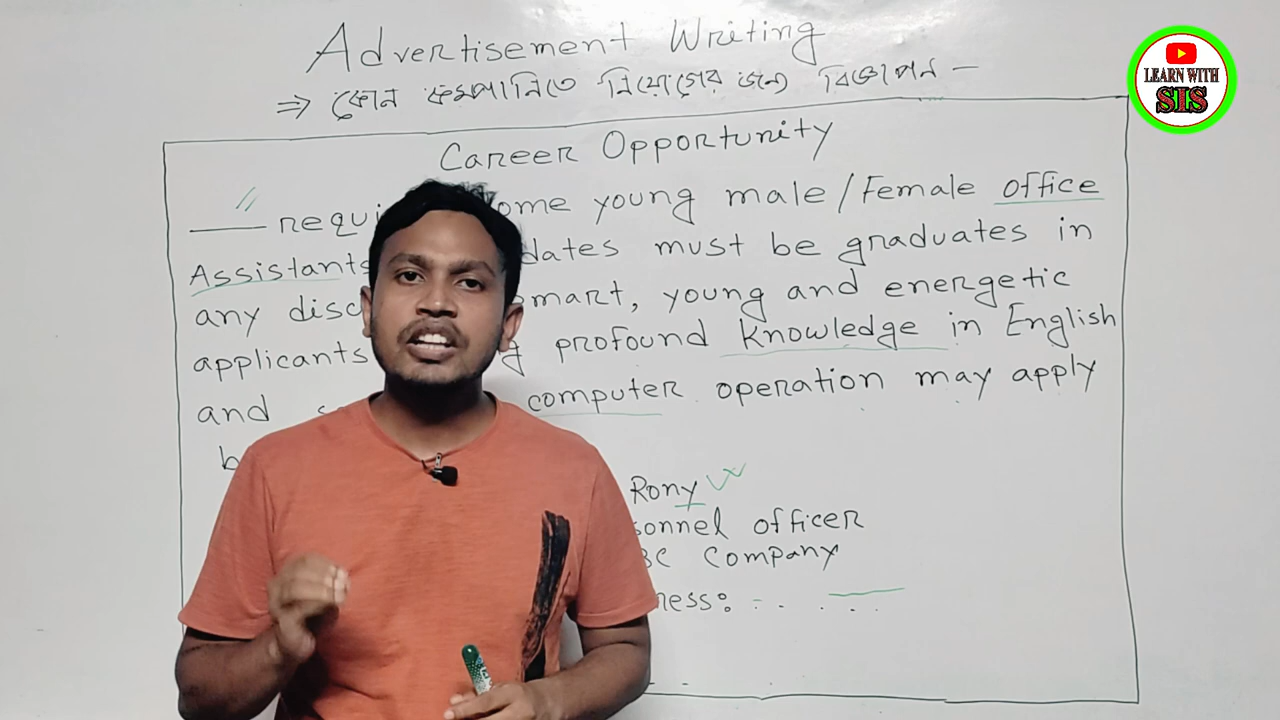 Advertisement Writing
⇒ কোন কোম্পানিতে নিয়োগের জন্য বিজ্ঞাপন -
LEARN WITH
SIS
Career Opportunity
requi ome young male/Female office
Assistants dates must be graduates in
any disc mart, young and energetic
applicants g profound knowledge in English
and computer operation may apply
b
Rony
sonnel officer
BC Company
ress: